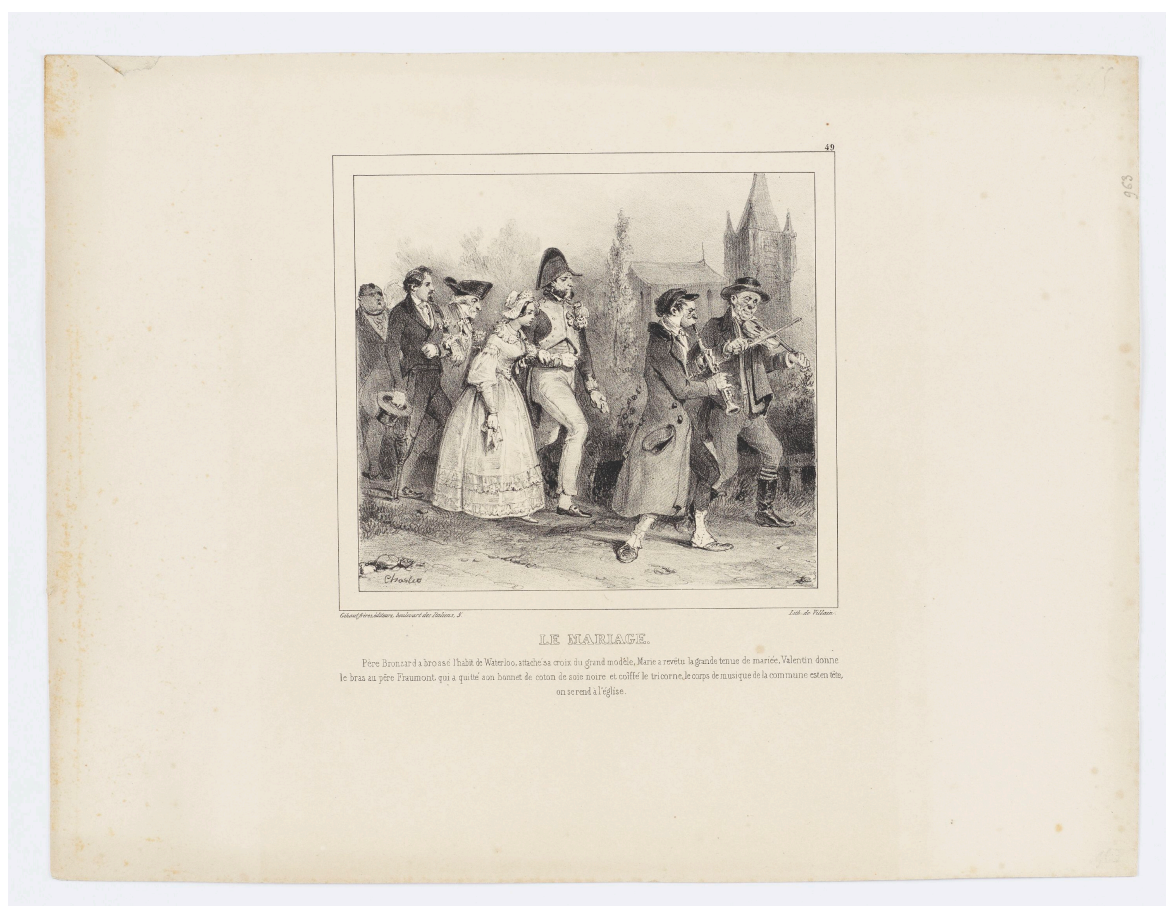 49
963
Charlet
Gihaut frères, éditeurs, boulevart des Italiens, 5.
Lith. de Villain.
LE MARIAGE.
Père Bronzard a brossé l'habit de Waterloo, attaché sa croix du grand modèle, Marie a revêtu la grande tenue de mariée, Valentin donne
le bras au père Fraumont qui a quitté son bonnet de coton de soie noire et coiffé le tricorne, le corps de musique de la commune est en tête,
on se rend à l'église.